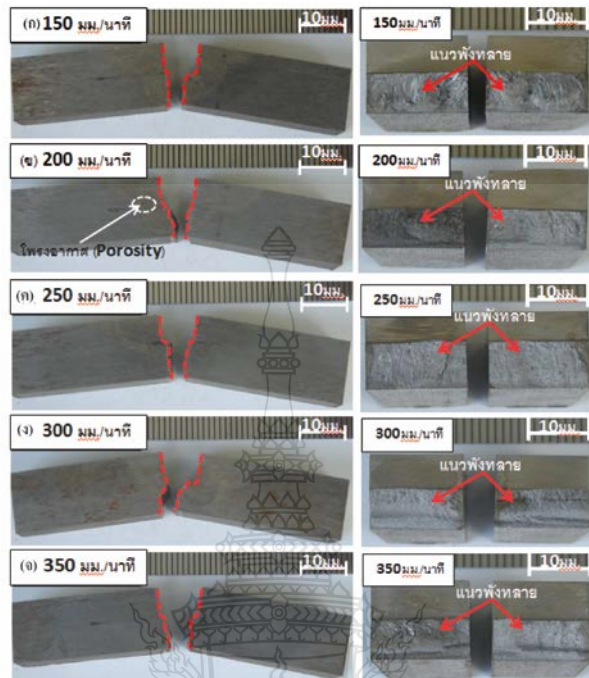 (ก) 150 มม./นาที
10มม.
150มม./นาที
10มม.
แนวพังทลาย
(ข) 200 มม./นาที
10มม.
โพรงอากาศ (Porosity)
200มม./นาที
10มม.
แนวพังทลาย
(ค) 250 มม./นาที
10มม.
250มม./นาที
10มม.
แนวพังทลาย
(ง) 300 มม./นาที
10มม.
300มม./นาที
10มม.
แนวพังทลาย
(จ) 350 มม./นาที
10มม.
350มม./นาที
10มม.
แนวพังทลาย